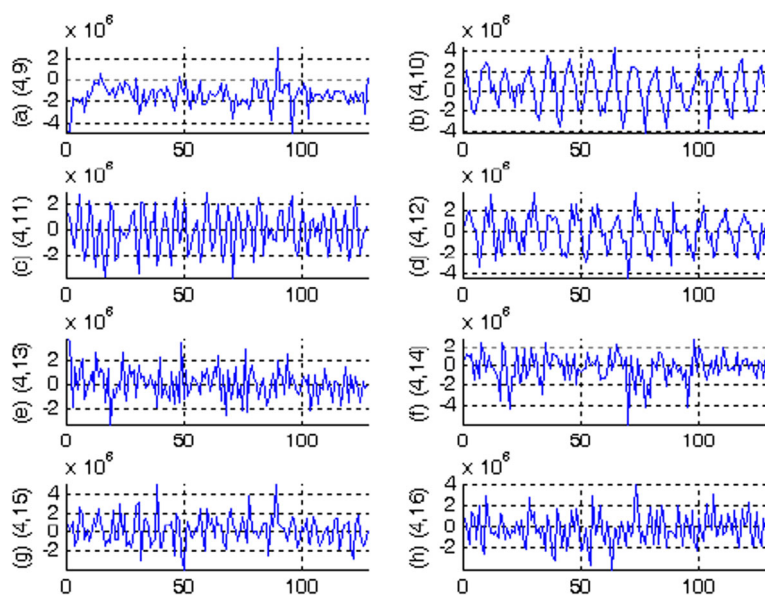 x 10^6 x 10^6
(a) (4,9) 2 0 -2 -4 0 50 100
(b) (4,10) 4 2 0 -2 -4 0 50 100
x 10^6 x 10^6
(c) (4,11) 2 0 -2 0 50 100
(d) (4,12) 2 0 -2 -4 0 50 100
x 10^6 x 10^6
(e) (4,13) 2 0 -2 0 50 100
(f) (4,14) 2 0 -2 -4 0 50 100
x 10^6 x 10^6
(g) (4,15) 4 2 0 -2 0 50 100
(h) (4,16) 4 2 0 -2 0 50 100